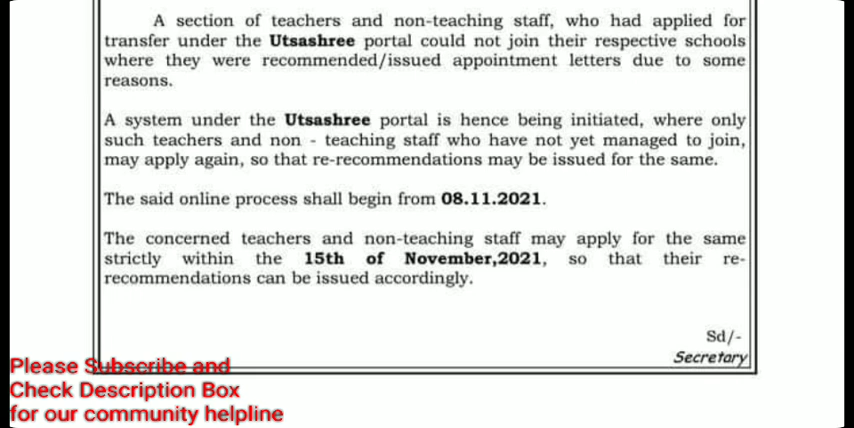 A section of teachers and non-teaching staff, who had applied for
transfer under the Utsashree portal could not join their respective schools
where they were recommended/issued appointment letters due to some
reasons.
A system under the Utsashree portal is hence being initiated, where only
such teachers and non - teaching staff who have not yet managed to join,
may apply again, so that re-recommendations may be issued for the same.
The said online process shall begin from 08.11.2021.
The concerned teachers and non-teaching staff may apply for the same
strictly within the 15th of November,2021, so that their re-
recommendations can be issued accordingly.
Sd/-
Secretary
Please Subscribe and
Check Description Box
for our community helpline